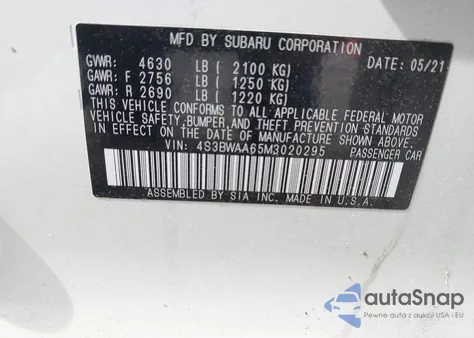 MFD BY SUBARU CORPORATION
GVWR: 4630 LB ( 2100 KG) DATE: 05/21
GAWR: F 2756 LB ( 1250 KG)
GAWR: R 2690 LB ( 1220 KG)
THIS VEHICLE CONFORMS TO ALL APPLICABLE FEDERAL MOTOR
VEHICLE SAFETY, BUMPER, AND THEFT PREVENTION STANDARDS
IN EFFECT ON THE DATE OF MANUFACTURE SHOWN ABOVE.
VIN: 4S3BWAA65M3020295 PASSENGER CAR
ASSEMBLED BY SIA INC. MADE IN U.S.A.
autoSnap
Pewne auta z aukcji USA i EU